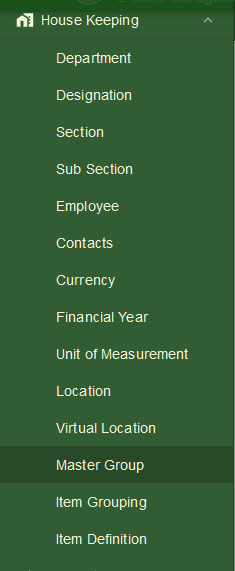 House Keeping
Department
Designation
Section
Sub Section
Employee
Contacts
Currency
Financial Year
Unit of Measurement
Location
Virtual Location
Master Group
Item Grouping
Item Definition